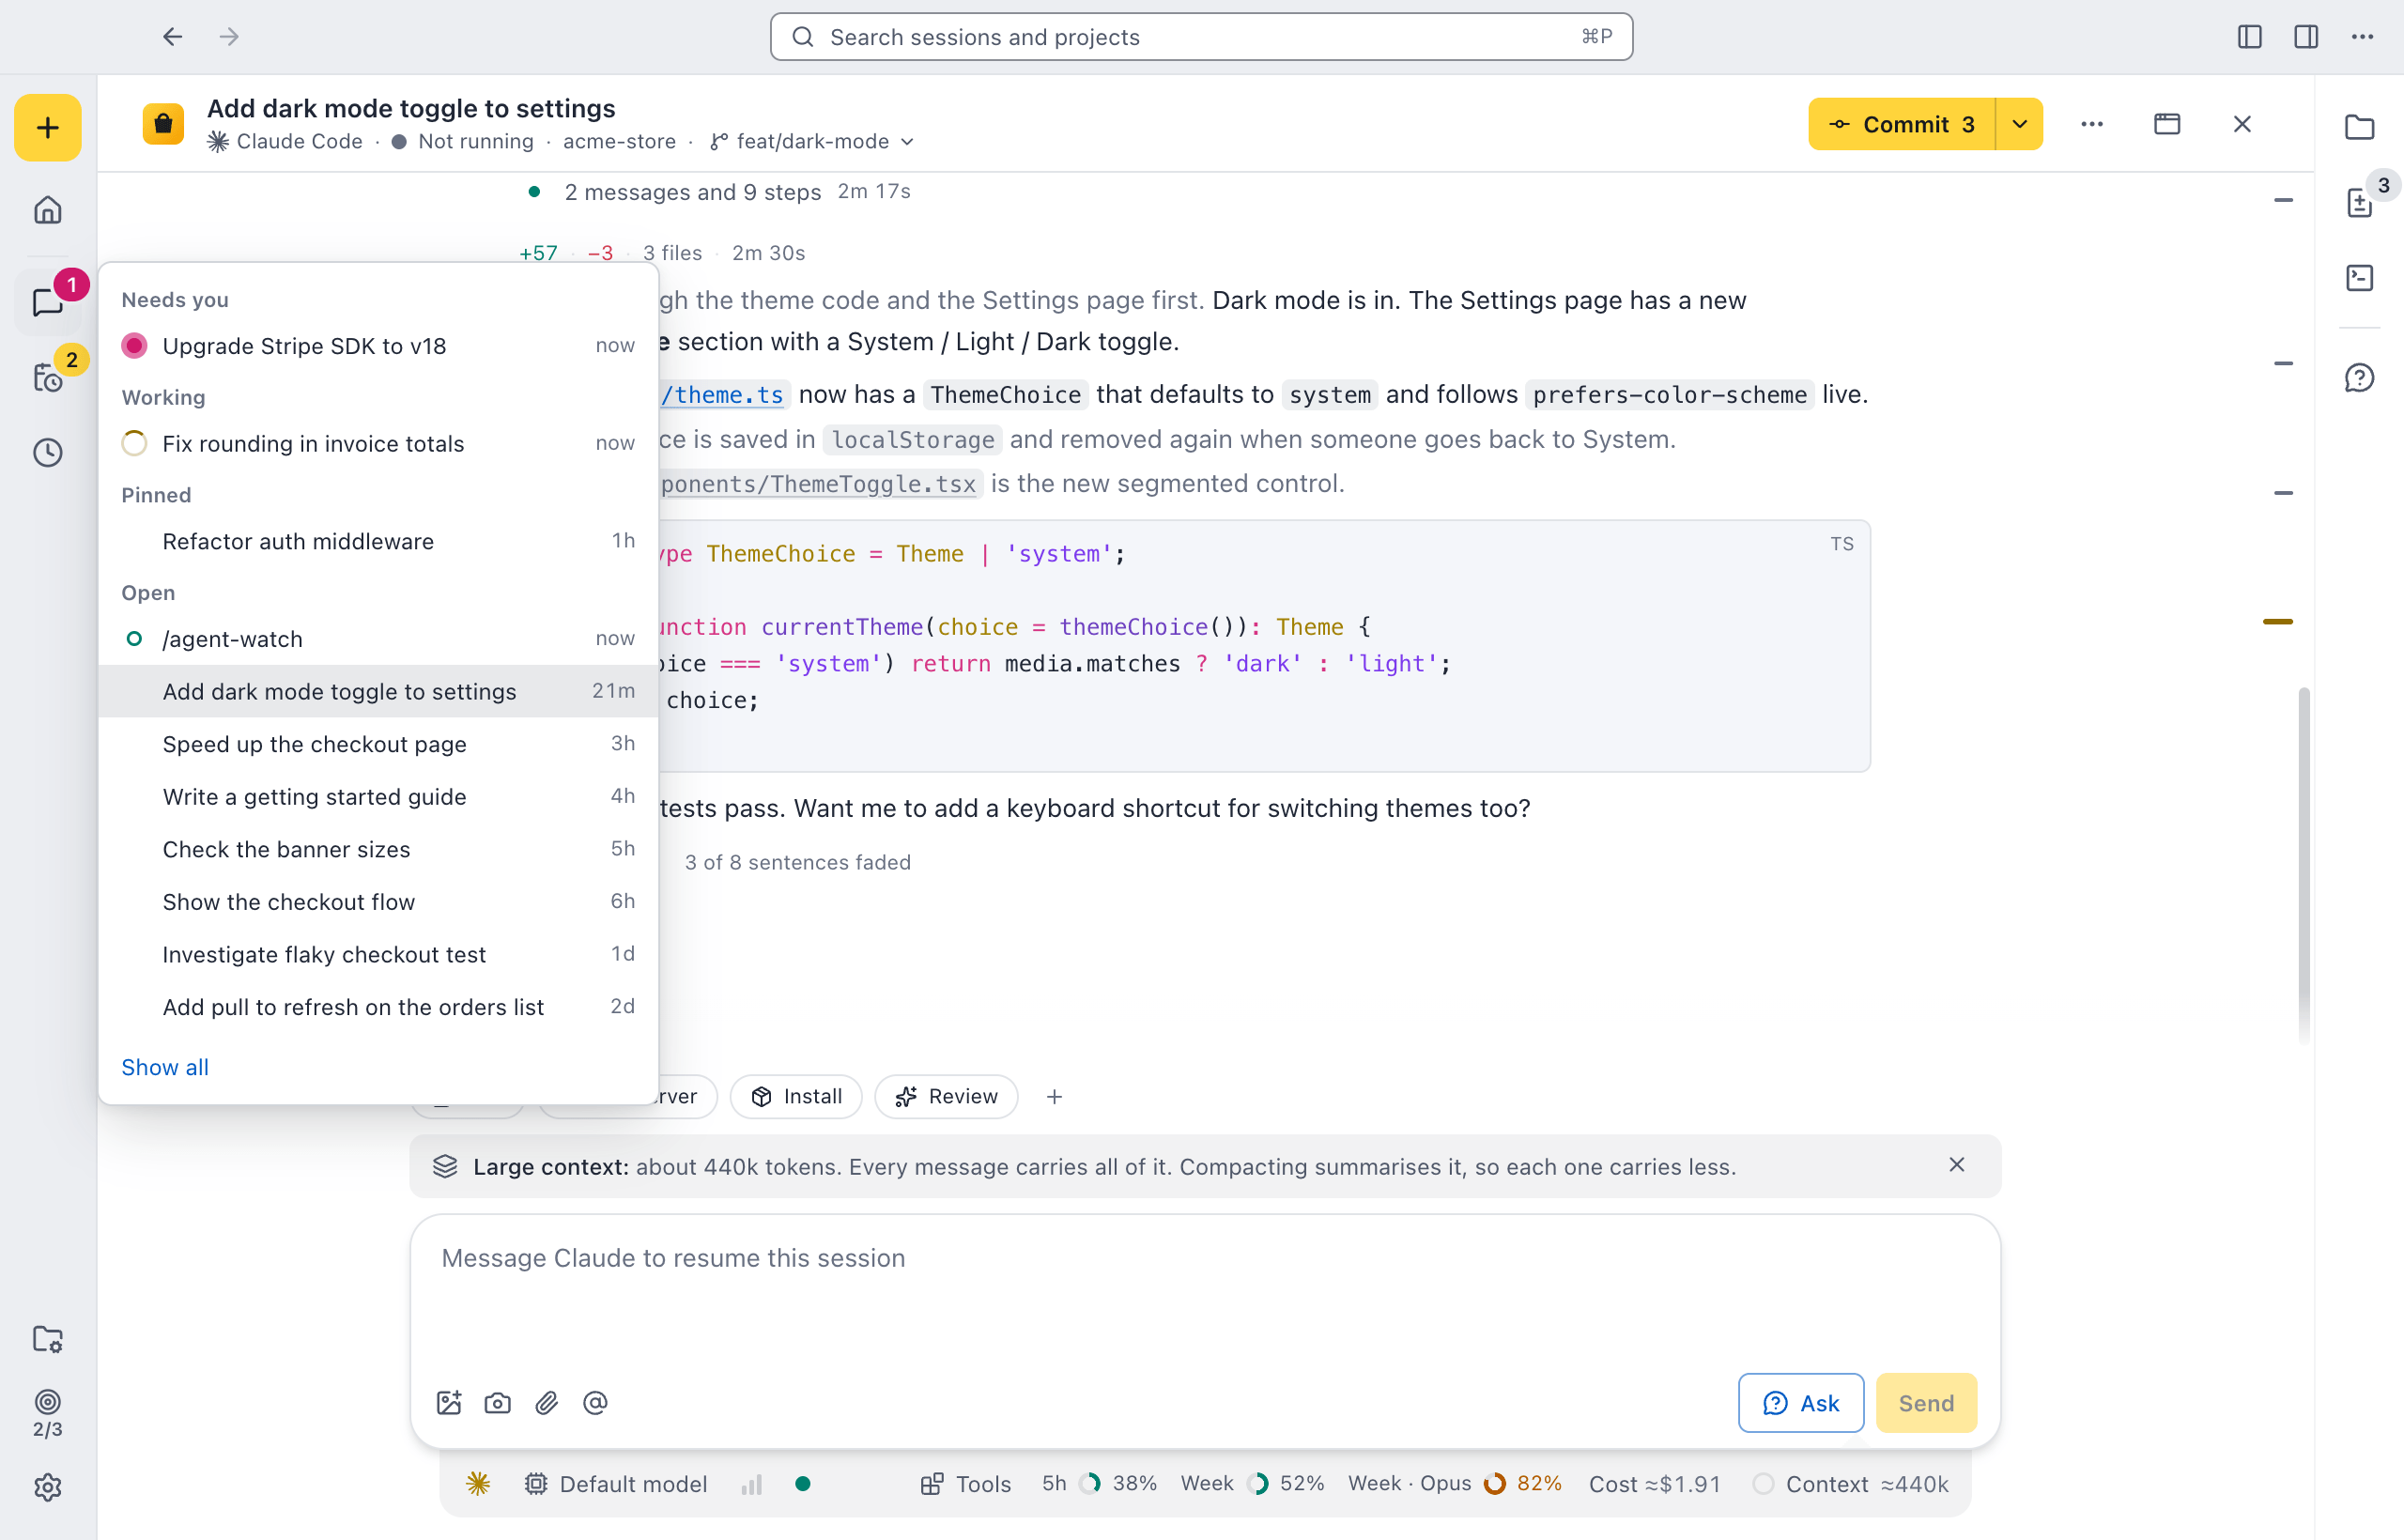 Search sessions and projects ⌘P
Add dark mode toggle to settings
Claude Code · Not running · acme-store · feat/dark-mode
Commit 3
3
2 messages and 9 steps 2m 17s
+57 · −3 · 3 files · 2m 30s
1
2
Needs you
Upgrade Stripe SDK to v18 now
Working
Fix rounding in invoice totals now
Pinned
Refactor auth middleware 1h
Open
/agent-watch now
Add dark mode toggle to settings 21m
Speed up the checkout page 3h
Write a getting started guide 4h
Check the banner sizes 5h
Show the checkout flow 6h
Investigate flaky checkout test 1d
Add pull to refresh on the orders list 2d
Show all
gh the theme code and the Settings page first. Dark mode is in. The Settings page has a new
e section with a System / Light / Dark toggle.
/theme.ts now has a ThemeChoice that defaults to system and follows prefers-color-scheme live.
ce is saved in localStorage and removed again when someone goes back to System.
ponents/ThemeToggle.tsx is the new segmented control.
TS
ype ThemeChoice = Theme | 'system';
unction currentTheme(choice = themeChoice()): Theme {
oice === 'system') return media.matches ? 'dark' : 'light';
choice;
tests pass. Want me to add a keyboard shortcut for switching themes too?
3 of 8 sentences faded
rver Install Review
Large context: about 440k tokens. Every message carries all of it. Compacting summarises it, so each one carries less.
Message Claude to resume this session
Ask Send
2/3
Default model Tools 5h 38% Week 52% Week · Opus 82% Cost ≈$1.91 Context ≈440k